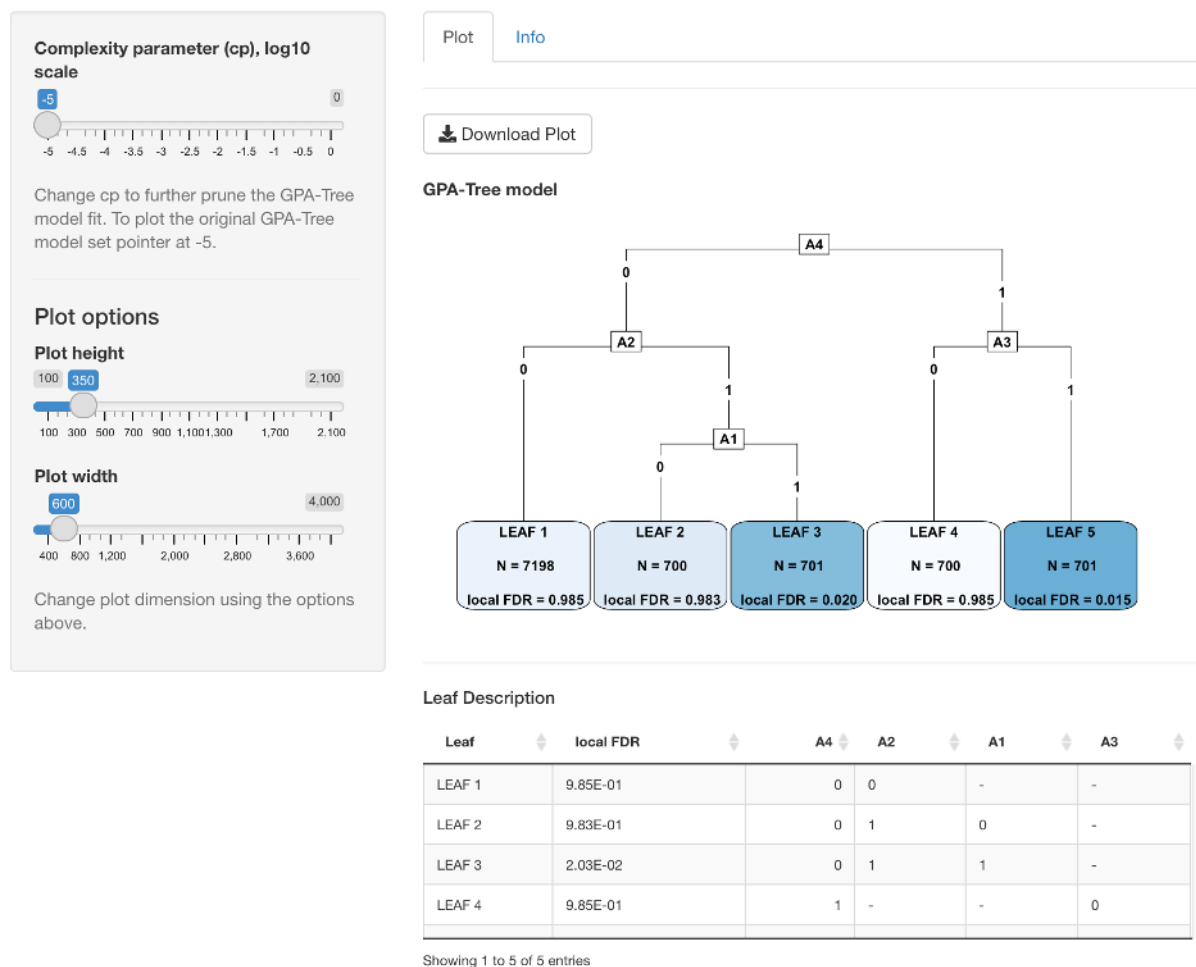 Complexity parameter (cp), log10
scale
-5 0
-5 -4.5 -4 -3.5 -3 -2.5 -2 -1.5 -1 -0.5 0
Change cp to further prune the GPA-Tree
model fit. To plot the original GPA-Tree
model set pointer at -5.
Plot options
Plot height
100 350 2,100
100 300 500 700 900 1,100 1,300 1,700 2,100
Plot width
600 4,000
400 800 1,200 2,000 2,800 3,600
Change plot dimension using the options
above.
Plot Info
Download Plot
GPA-Tree model
A4
0 1
A2 A3
0 1 0 1
A1
0 1
LEAF 1 LEAF 2 LEAF 3 LEAF 4 LEAF 5
N = 7198 N = 700 N = 701 N = 700 N = 701
local FDR = 0.985 local FDR = 0.983 local FDR = 0.020 local FDR = 0.985 local FDR = 0.015
Leaf Description
Leaf local FDR A4 A2 A1 A3
LEAF 1 9.85E-01 0 0 - -
LEAF 2 9.83E-01 0 1 0 -
LEAF 3 2.03E-02 0 1 1 -
LEAF 4 9.85E-01 1 - - 0
Showing 1 to 5 of 5 entries